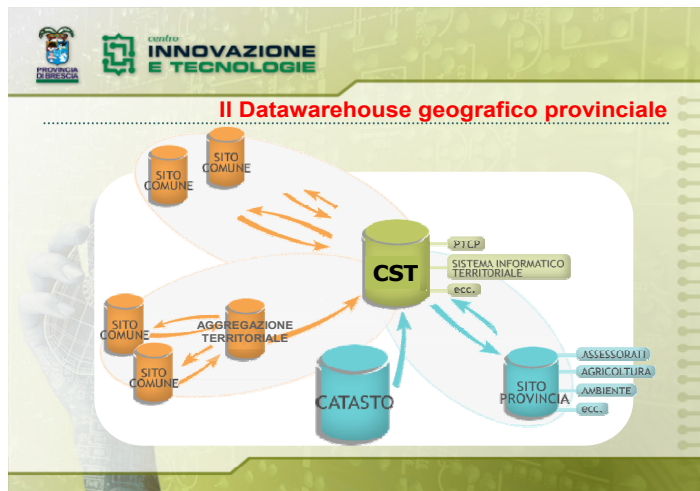 PROVINCIA
DI BRESCIA
centro
INNOVAZIONE
E TECNOLOGIE
Il Datawarehouse geografico provinciale
SITO
COMUNE
SITO
COMUNE
CST
PTCP
SISTEMA INFORMATICO
TERRITORIALE
ecc.
SITO
COMUNE
AGGREGAZIONE
TERRITORIALE
SITO
COMUNE
CATASTO
SITO
PROVINCIA
ASSESSORATI
AGRICOLTURA
AMBIENTE
ecc.